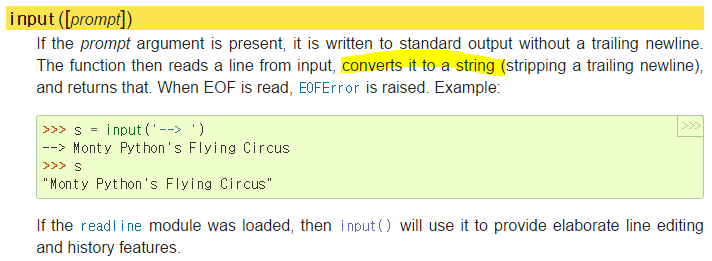 input([prompt])
If the prompt argument is present, it is written to standard output without a trailing newline.
The function then reads a line from input, converts it to a string (stripping a trailing newline),
and returns that. When EOF is read, EOFError is raised. Example:
>>>
>>> s = input('--> ')
--> Monty Python's Flying Circus
>>> s
"Monty Python's Flying Circus"
If the readline module was loaded, then input() will use it to provide elaborate line editing
and history features.